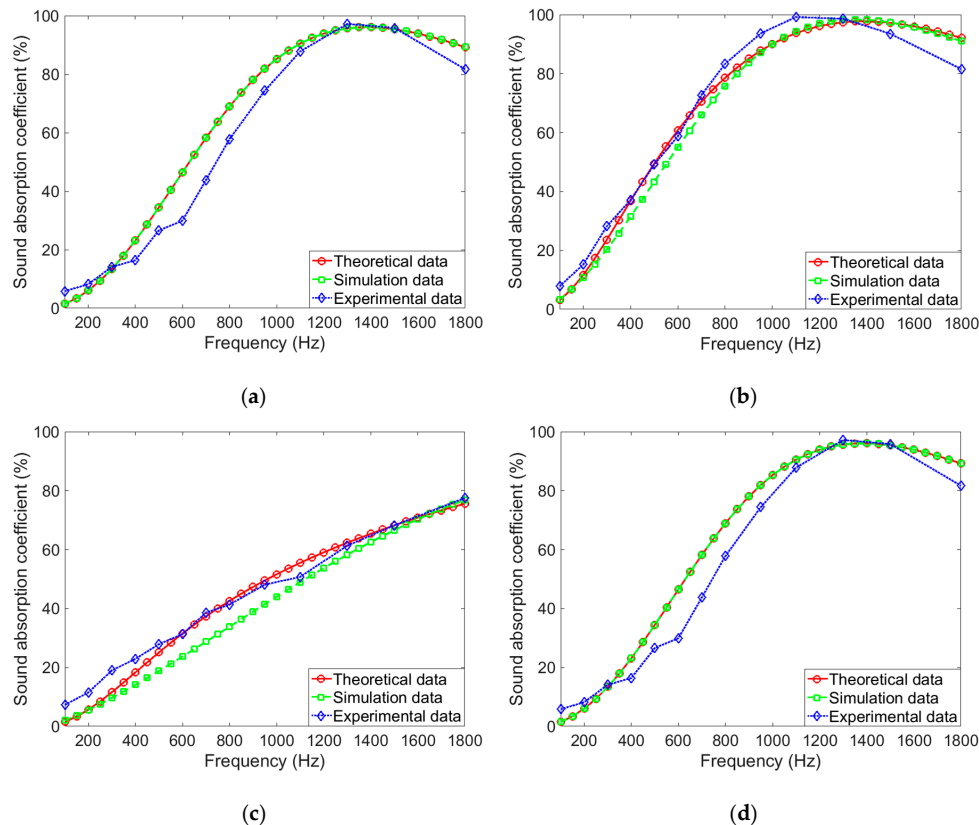 100
80
60
40
20
0
Sound absorption coefficient (%)
Theoretical data
Simulation data
Experimental data
200 400 600 800 1000 1200 1400 1600 1800
Frequency (Hz)
(a)
100
80
60
40
20
0
Sound absorption coefficient (%)
Theoretical data
Simulation data
Experimental data
200 400 600 800 1000 1200 1400 1600 1800
Frequency (Hz)
(b)
100
80
60
40
20
0
Sound absorption coefficient (%)
Theoretical data
Simulation data
Experimental data
200 400 600 800 1000 1200 1400 1600 1800
Frequency (Hz)
(c)
100
80
60
40
20
0
Sound absorption coefficient (%)
Theoretical data
Simulation data
Experimental data
200 400 600 800 1000 1200 1400 1600 1800
Frequency (Hz)
(d)